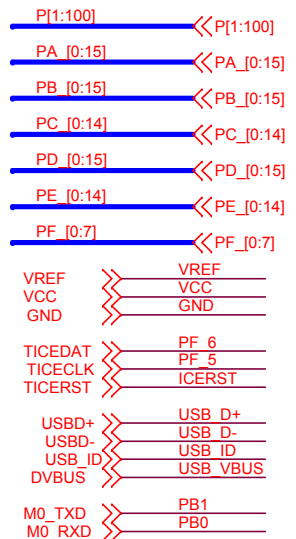 P[1:100] P[1:100]
PA_[0:15] PA_[0:15]
PB_[0:15] PB_[0:15]
PC_[0:14] PC_[0:14]
PD_[0:15] PD_[0:15]
PE_[0:14] PE_[0:14]
PF_[0:7] PF_[0:7]
VREF VREF
VCC VCC
GND GND
TICEDAT PF_6
TICECLK PF_5
TICERST ICERST
USBD+ USB_D+
USBD- USB_D-
USB_ID USB_ID
DVBUS USB_VBUS
M0_TXD PB1
M0_RXD PB0